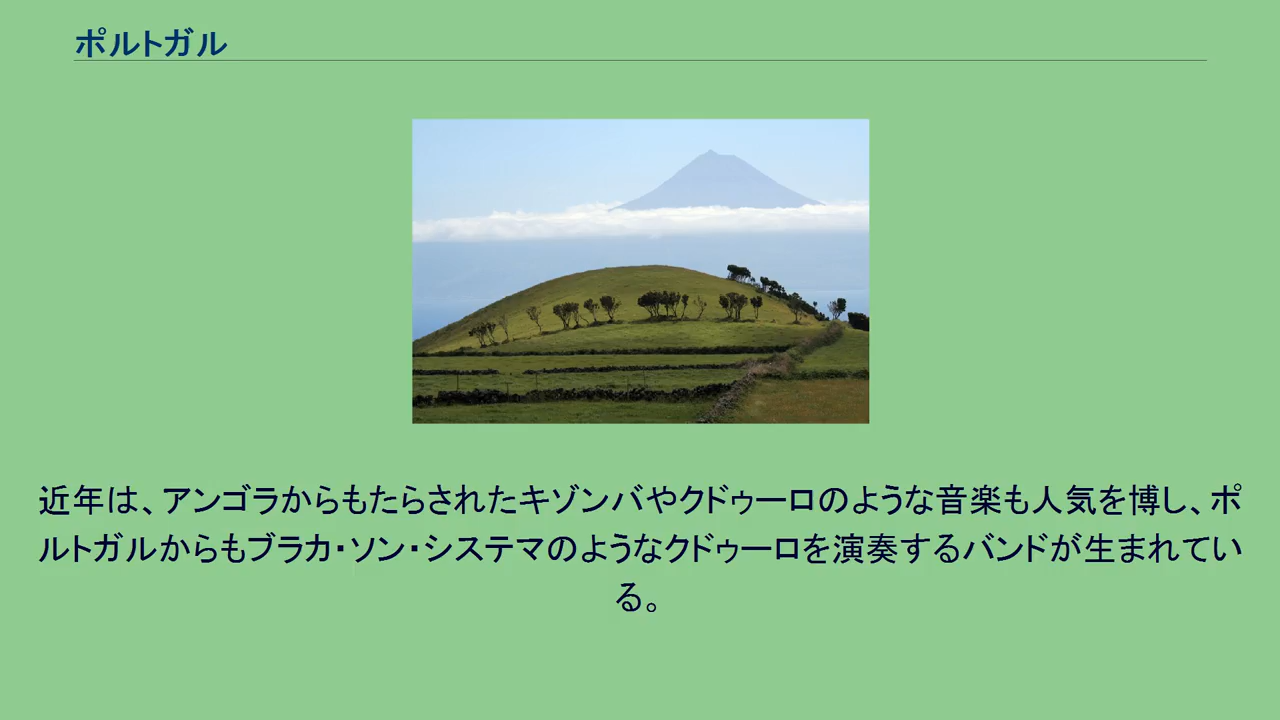 ポルトガル
近年は、アンゴラからもたらされたキゾンバやクドゥーロのような音楽も人気を博し、ポ
ルトガルからもブラカ・ソン・システマのようなクドゥーロを演奏するバンドが生まれてい
る。